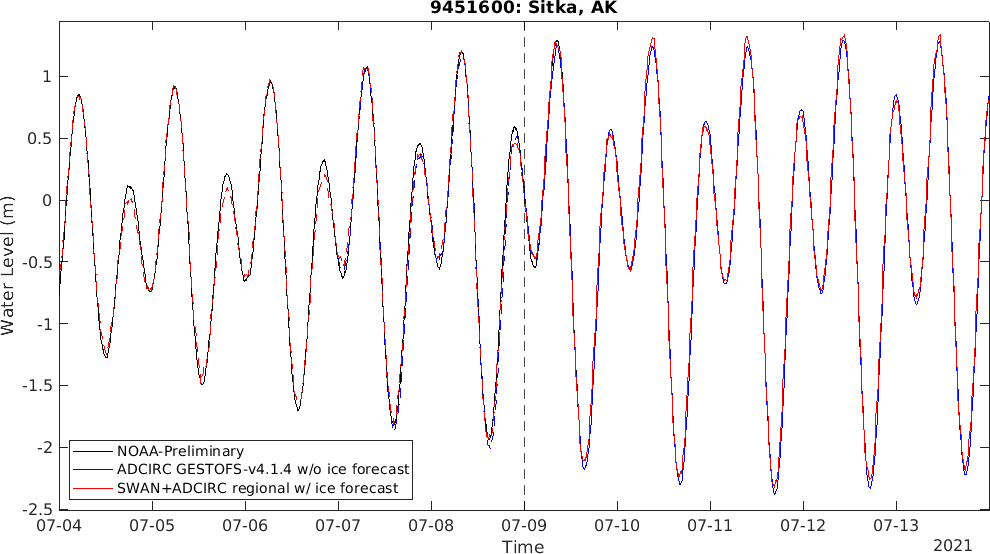 9451600: Sitka, AK
Water Level (m)
1
0.5
0
-0.5
-1
-1.5
-2
-2.5
NOAA-Preliminary
ADCIRC GESTOFS-v4.1.4 w/o ice forecast
SWAN+ADCIRC regional w/ ice forecast
07-04 07-05 07-06 07-07 07-08 07-09 07-10 07-11 07-12 07-13
Time
2021